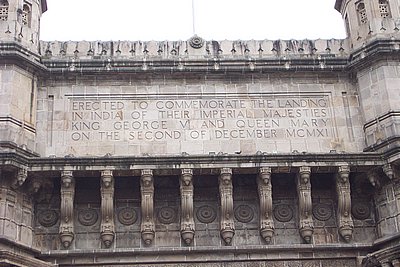 ERECTED TO COMMEMORATE THE LANDING
IN INDIA OF THEIR IMPERIAL MAJESTIES
KING GEORGE V AND QUEEN MARY
ON THE SECOND OF DECEMBER MCMXI